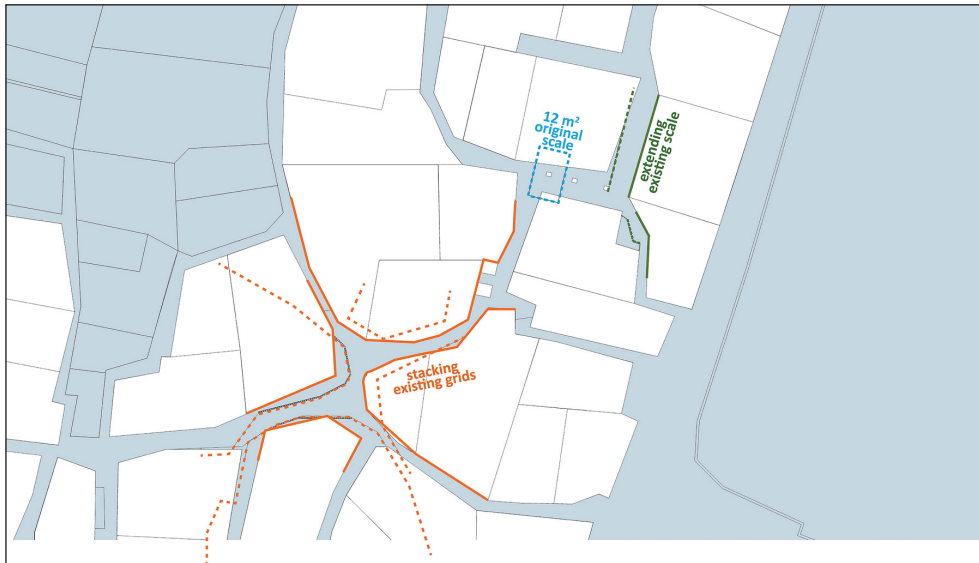 12 m²
original
scale
extending
existing scale
stacking
existing grids